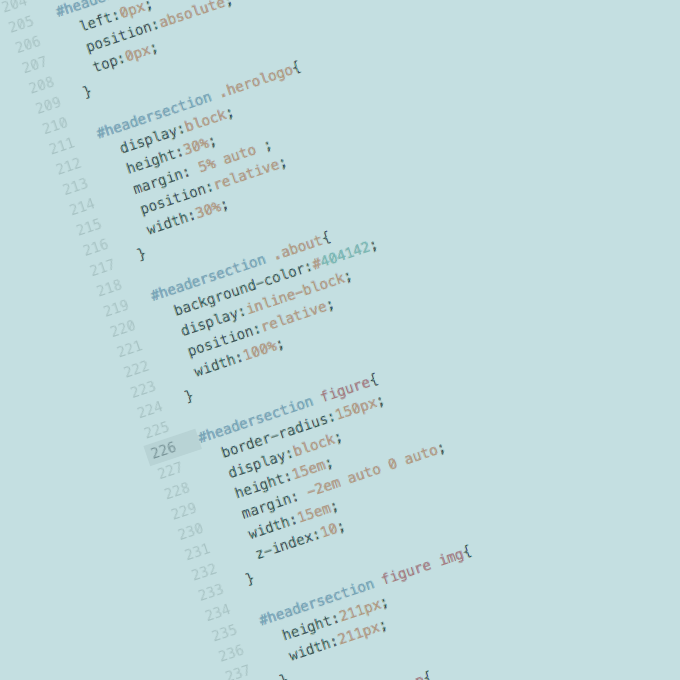 204
205 #heade
206 left:0px;
207 position:absolute;
208 top:0px;
209 }
210
211 #headersection .herologo{
212 display:block;
213 height:30%;
214 margin: 5% auto ;
215 position:relative;
216 width:30%;
217 }
218
219 #headersection .about{
220 background-color:#404142;
221 display:inline-block;
222 position:relative;
223 width:100%;
224 }
225
226 #headersection figure{
227 border-radius:150px;
228 display:block;
229 height:15em;
230 margin: -2em auto 0 auto;
231 width:15em;
232 z-index:10;
233 }
234
235 #headersection figure img{
236 height:211px;
237 width:211px;
}
{